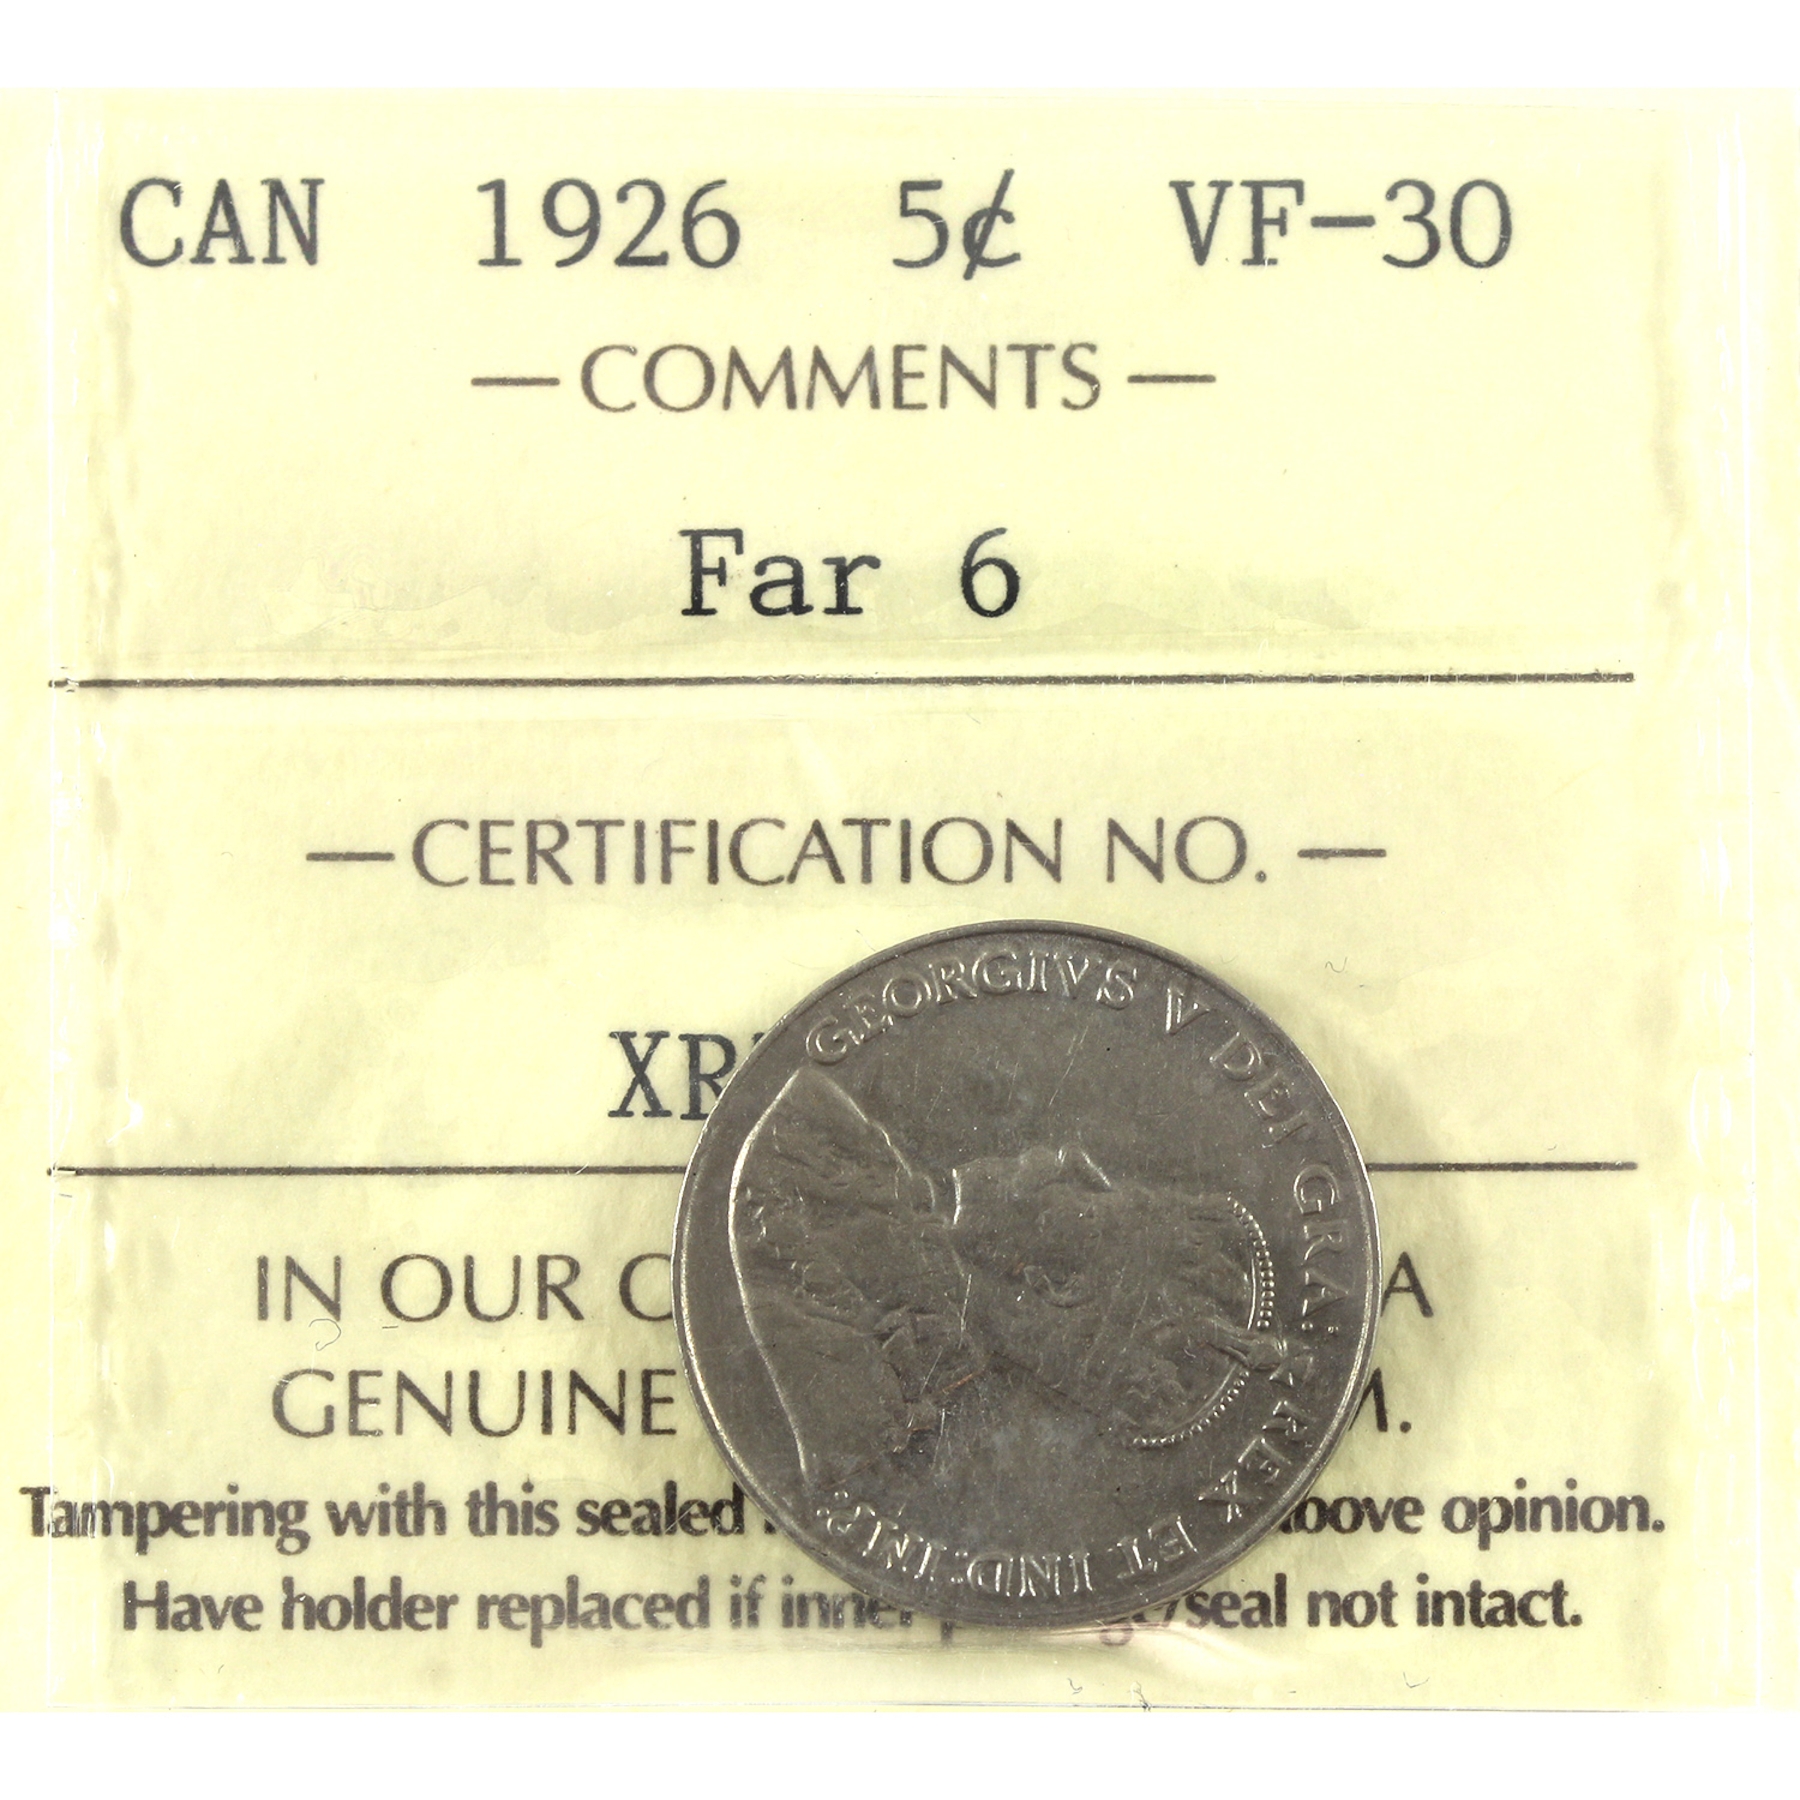 CAN 1926 5¢ VF-30
— COMMENTS —
Far 6
— CERTIFICATION NO. —
XR
GEORGIVS V DEI GRA: REX ET IND: IMP:
IN OUR A
GENUINE M.
Tampering with this sealed opinion.
Have holder replaced if inner seal not intact.